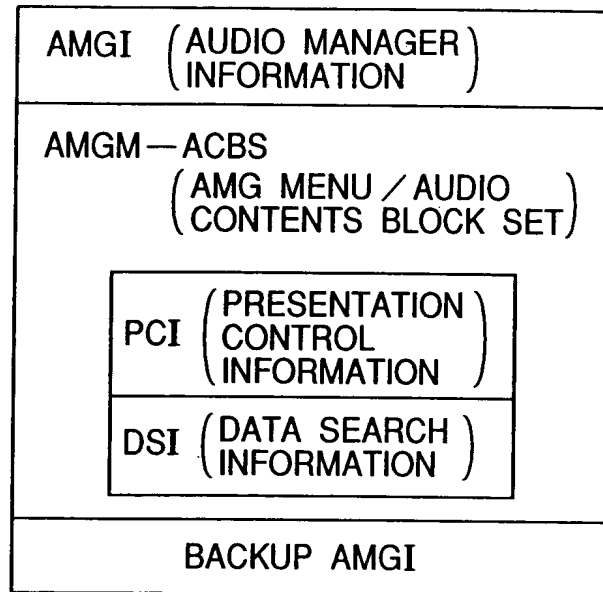 AMGI (AUDIO MANAGER
INFORMATION)
AMGM—ACBS
(AMG MENU/AUDIO
CONTENTS BLOCK SET)
PCI (PRESENTATION
CONTROL
INFORMATION)
DSI (DATA SEARCH
INFORMATION)
BACKUP AMGI